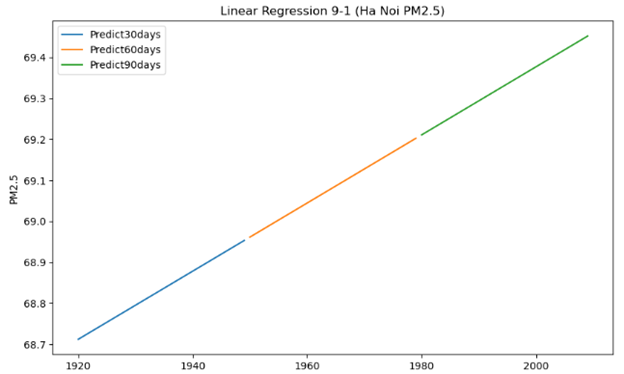 Linear Regression 9-1 (Ha Noi PM2.5)
Predict30days
Predict60days
Predict90days
PM2.5
69.4
69.3
69.2
69.1
69.0
68.9
68.8
68.7
1920 1940 1960 1980 2000